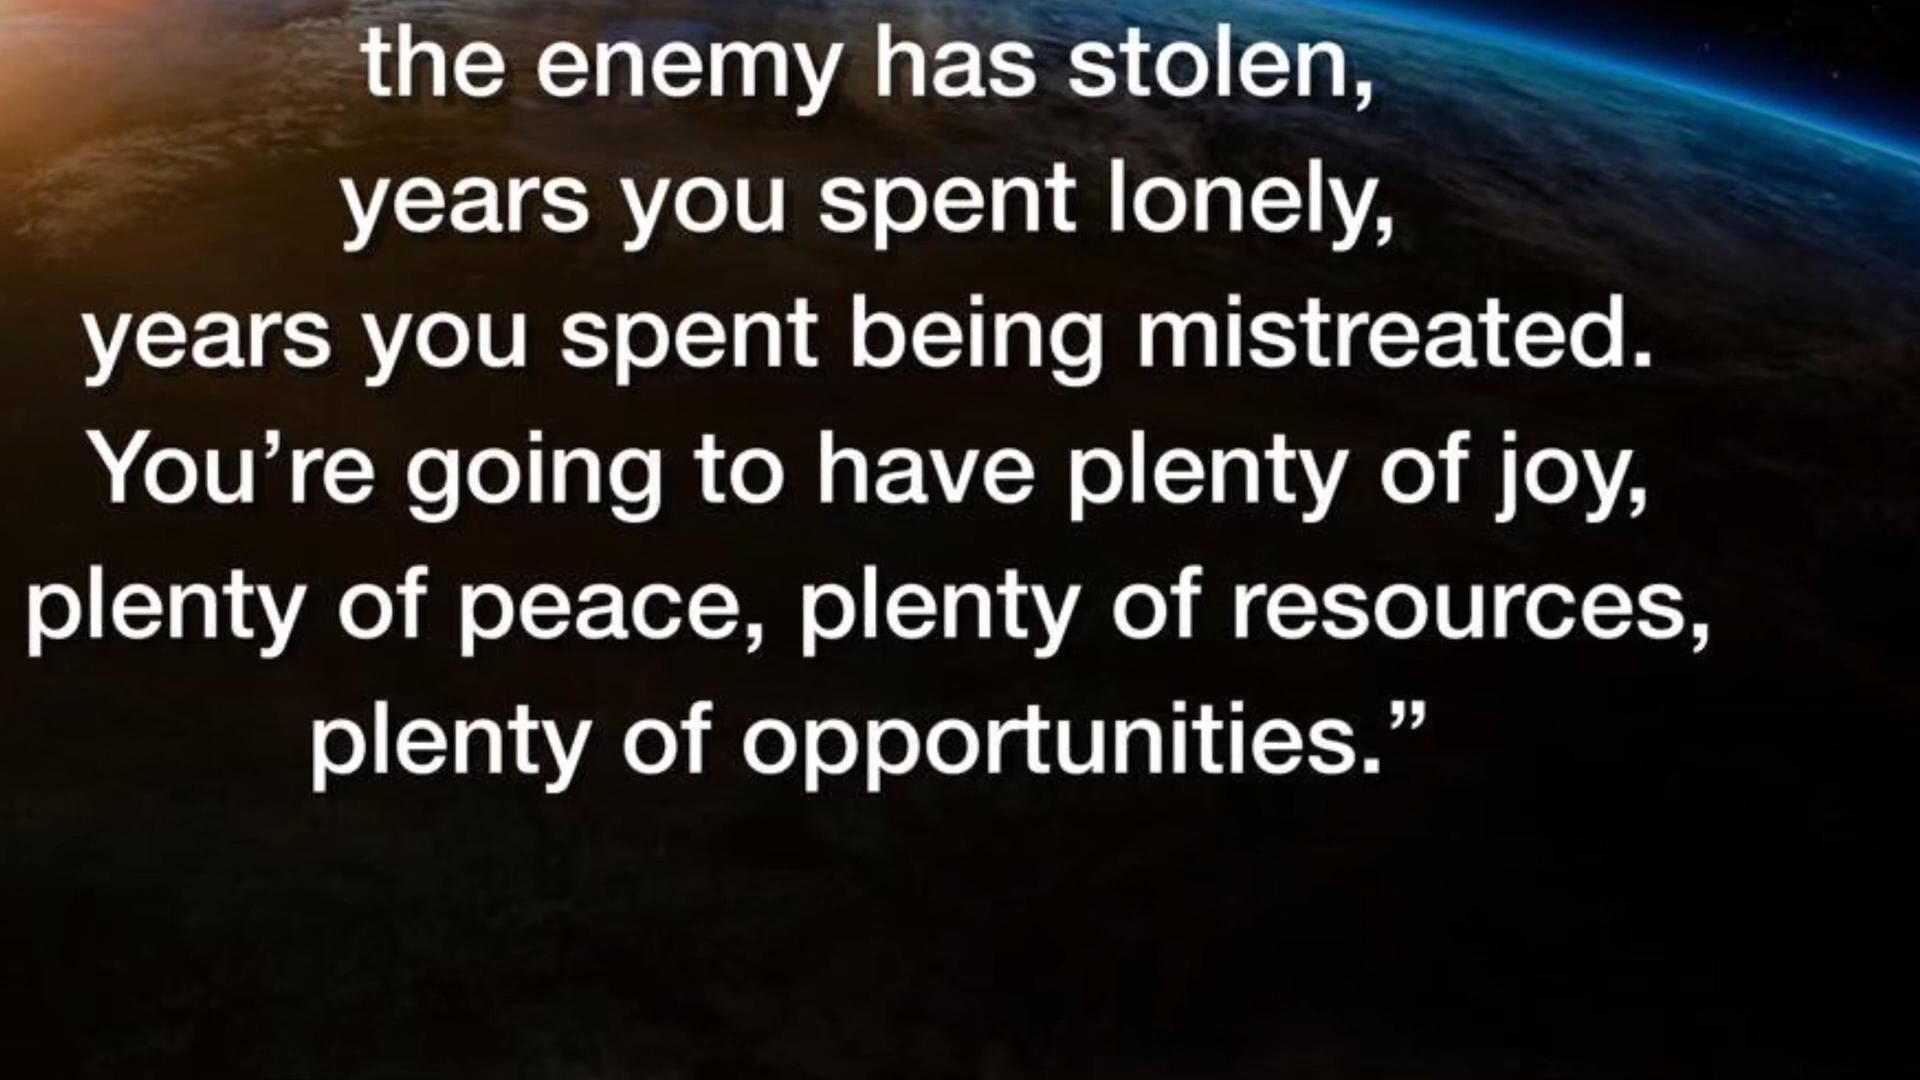 the enemy has stolen,
years you spent lonely,
years you spent being mistreated.
You’re going to have plenty of joy,
plenty of peace, plenty of resources,
plenty of opportunities.”